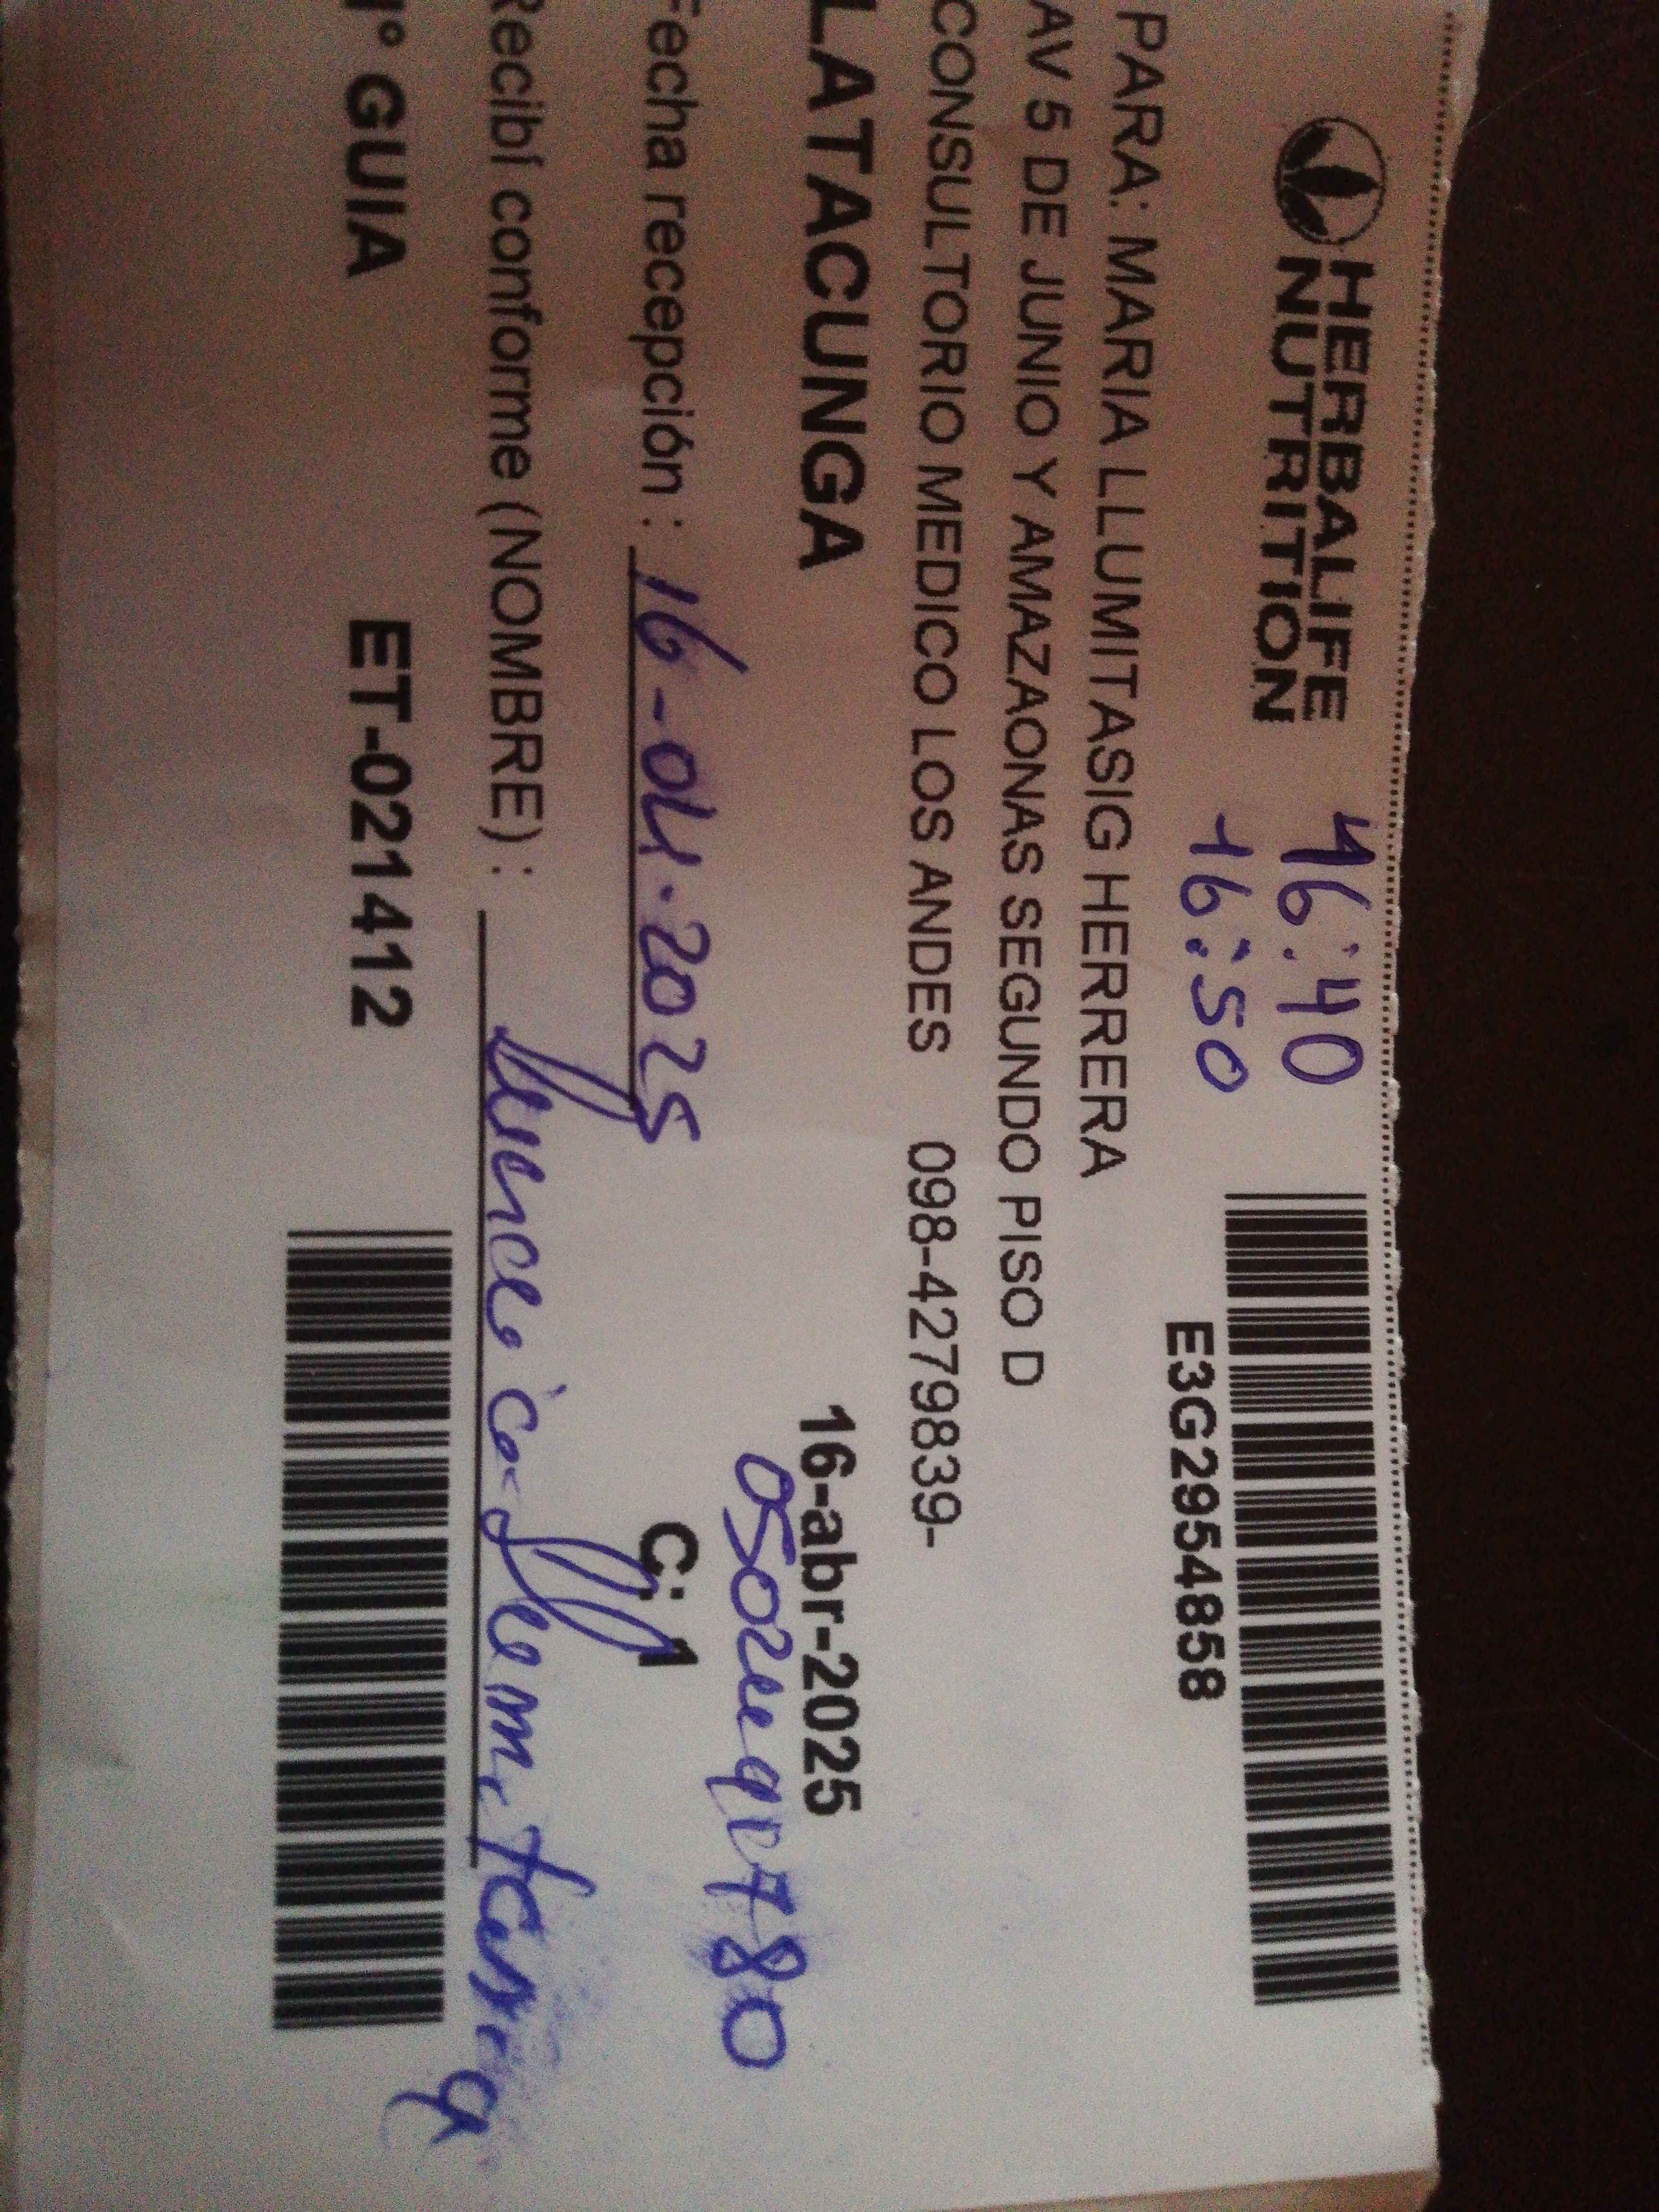 HERBALIFE
NUTRITION
16:40
16:50
E3G2954858
PARA: MARIA LLUMITASIG HERRERA
AV 5 DE JUNIO Y AMAZAONAS SEGUNDO PISO D
CONSULTORIO MEDICO LOS ANDES 098-4279839-
LATACUNGA 16-abr-2025
Fecha recepción : 16-04-2025 C: 1
Recibí conforme (NOMBRE) : Llumitasig
N° GUIA ET-021412